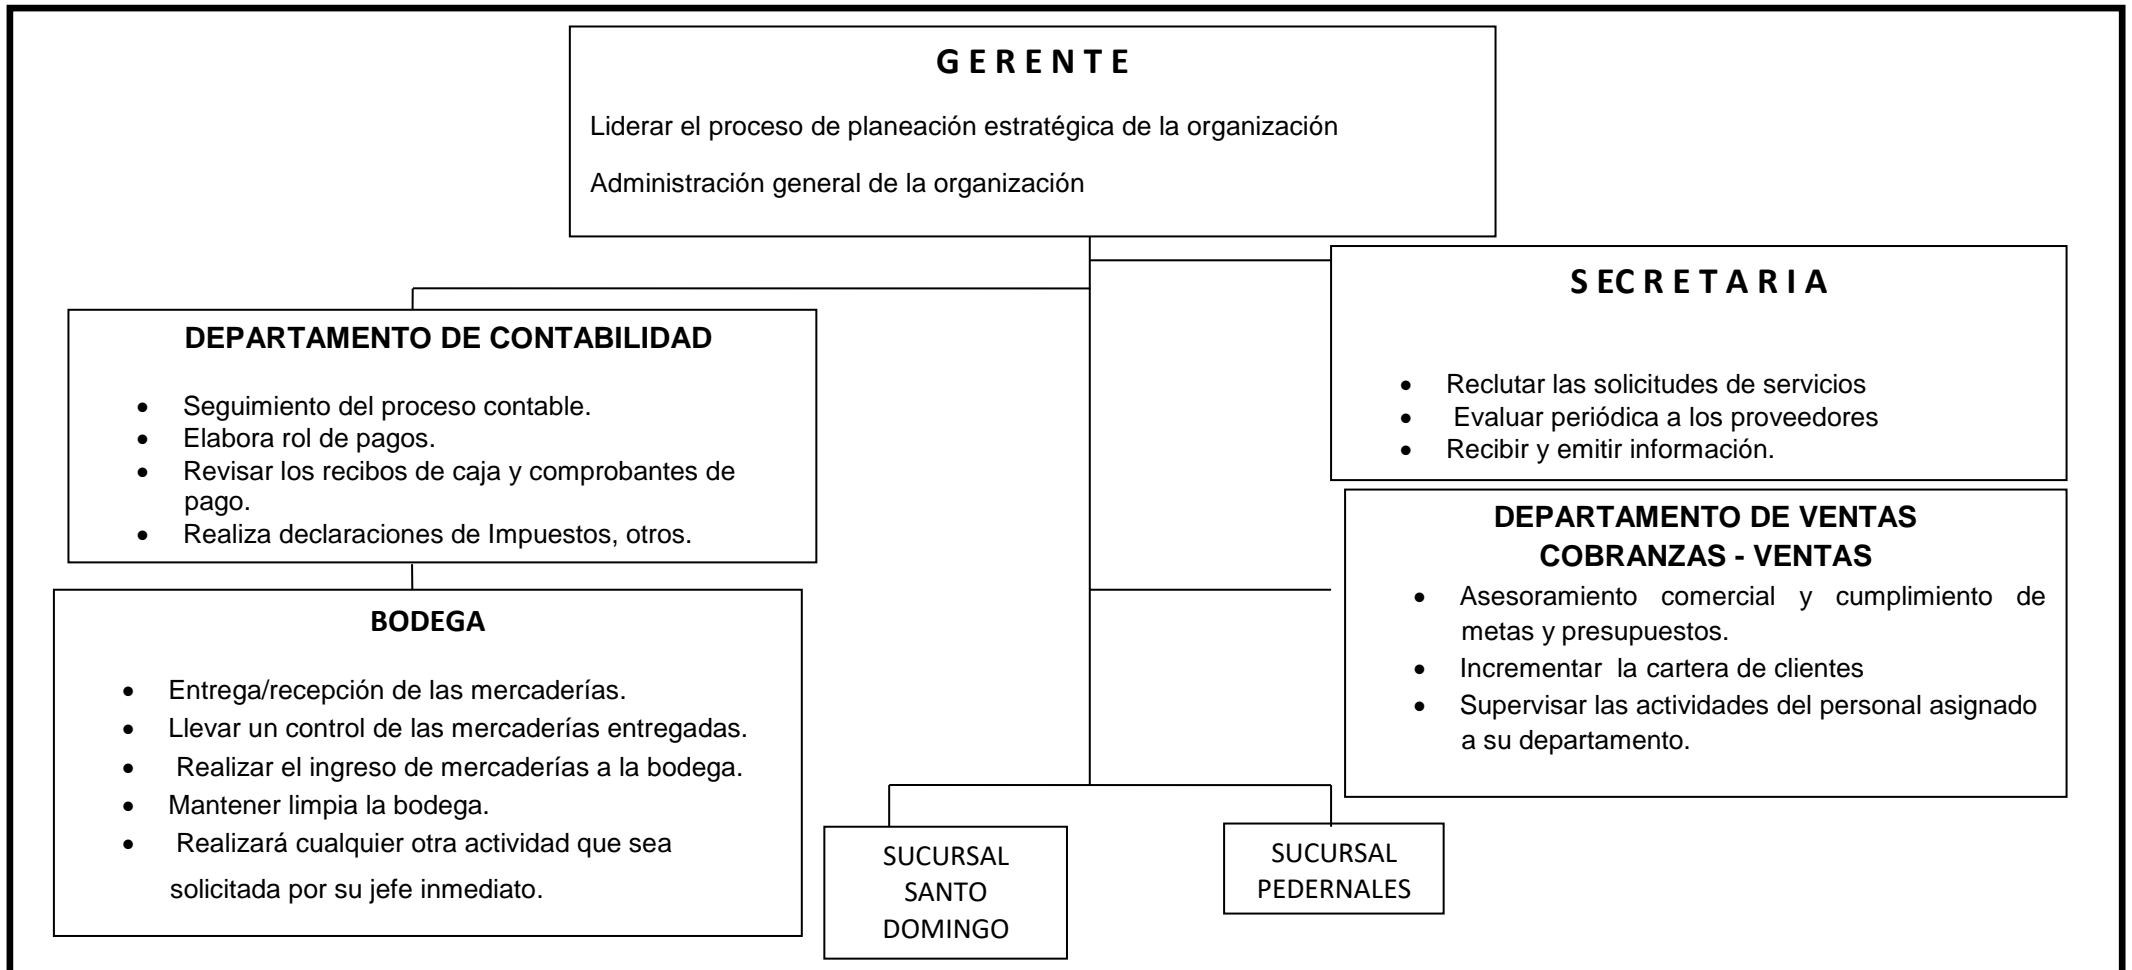 G E R E N T E
Liderar el proceso de planeación estratégica de la organización
Administración general de la organización
S EC R E T A R I A
• Reclutar las solicitudes de servicios
• Evaluar periódica a los proveedores
• Recibir y emitir información.
DEPARTAMENTO DE CONTABILIDAD
• Seguimiento del proceso contable.
• Elabora rol de pagos.
• Revisar los recibos de caja y comprobantes de
pago.
• Realiza declaraciones de Impuestos, otros.
DEPARTAMENTO DE VENTAS
COBRANZAS - VENTAS
• Asesoramiento comercial y cumplimiento de
metas y presupuestos.
• Incrementar la cartera de clientes
• Supervisar las actividades del personal asignado
a su departamento.
BODEGA
• Entrega/recepción de las mercaderías.
• Llevar un control de las mercaderías entregadas.
• Realizar el ingreso de mercaderías a la bodega.
• Mantener limpia la bodega.
• Realizará cualquier otra actividad que sea
solicitada por su jefe inmediato.
SUCURSAL
SANTO
DOMINGO
SUCURSAL
PEDERNALES